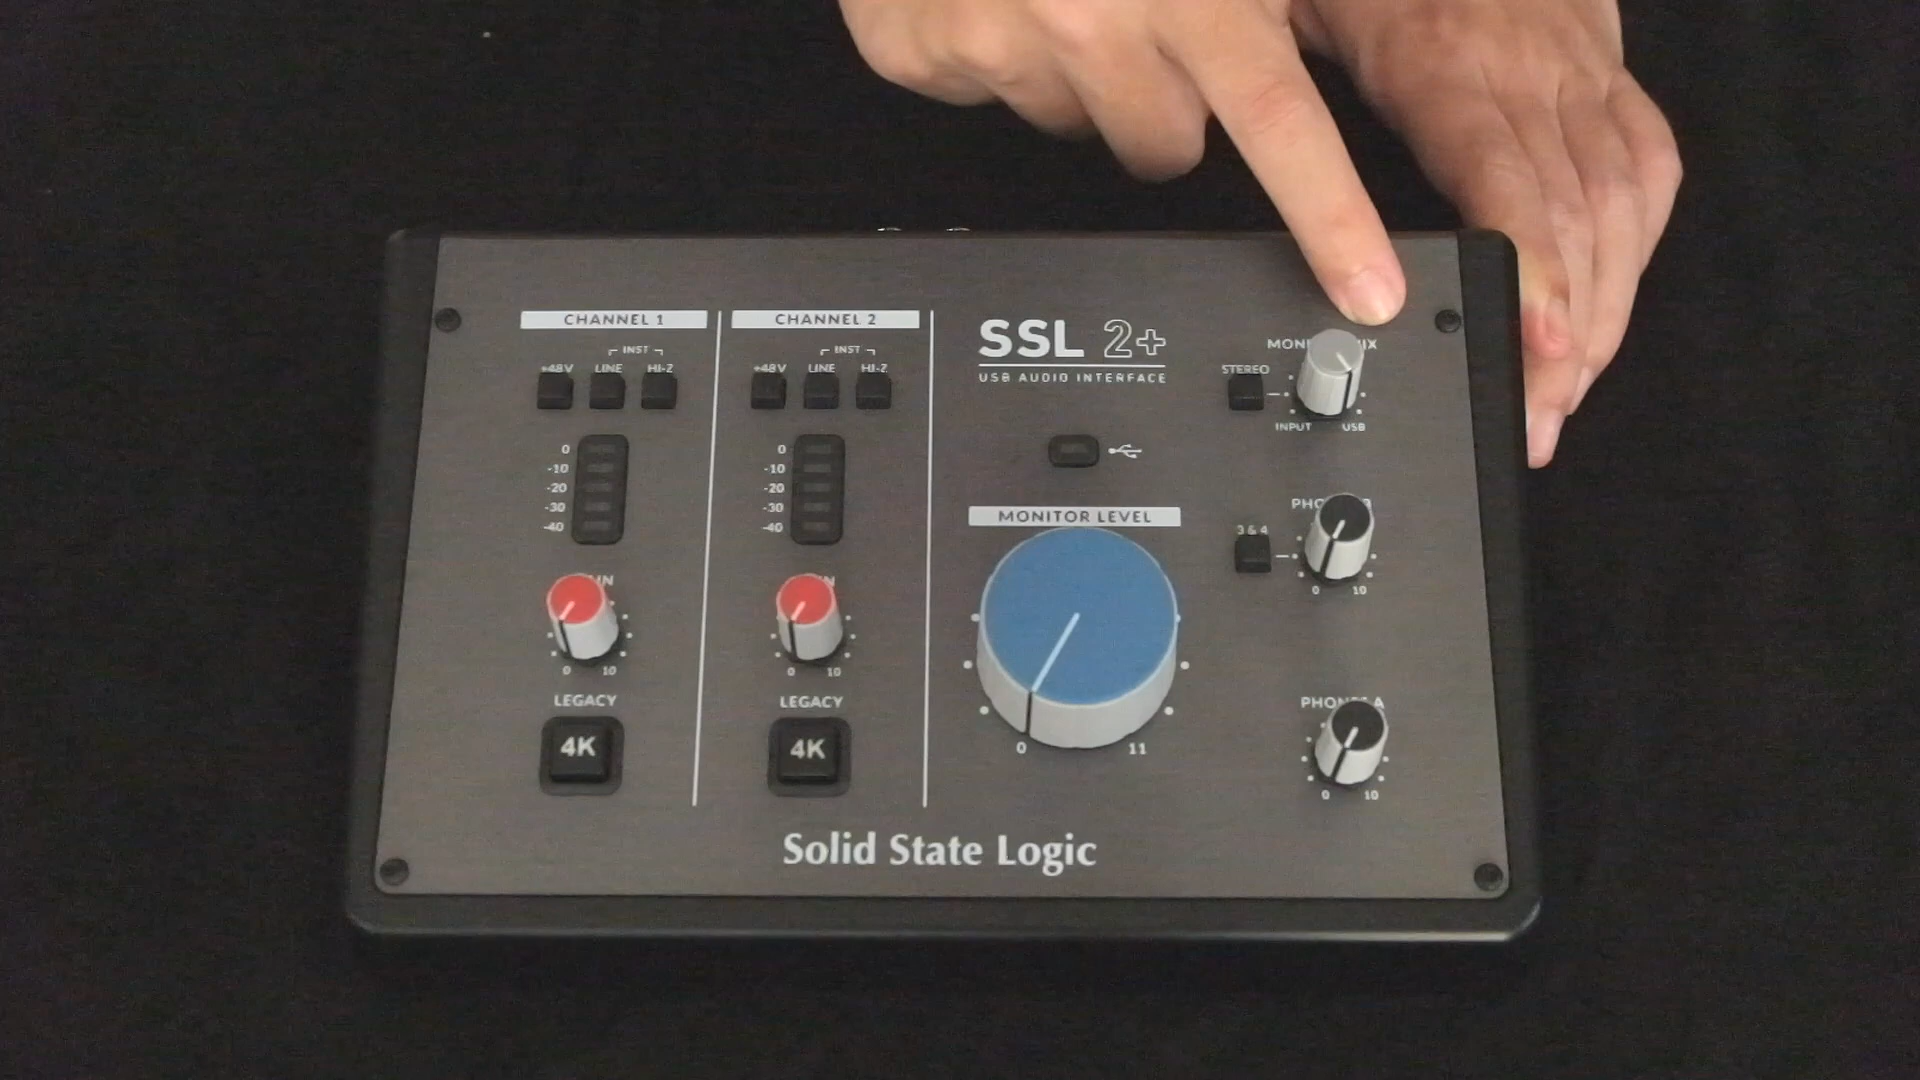 CHANNEL 1
INST
+48V LINE HI-Z
0
-10
-20
-30
-40
0 10
LEGACY
4K
CHANNEL 2
INST
+48V LINE HI-Z
0
-10
-20
-30
-40
0 10
LEGACY
4K
SSL 2+
USB AUDIO INTERFACE
MONITOR LEVEL
0 11
STEREO
INPUT USB
3 & 4
0 10
0 10
Solid State Logic